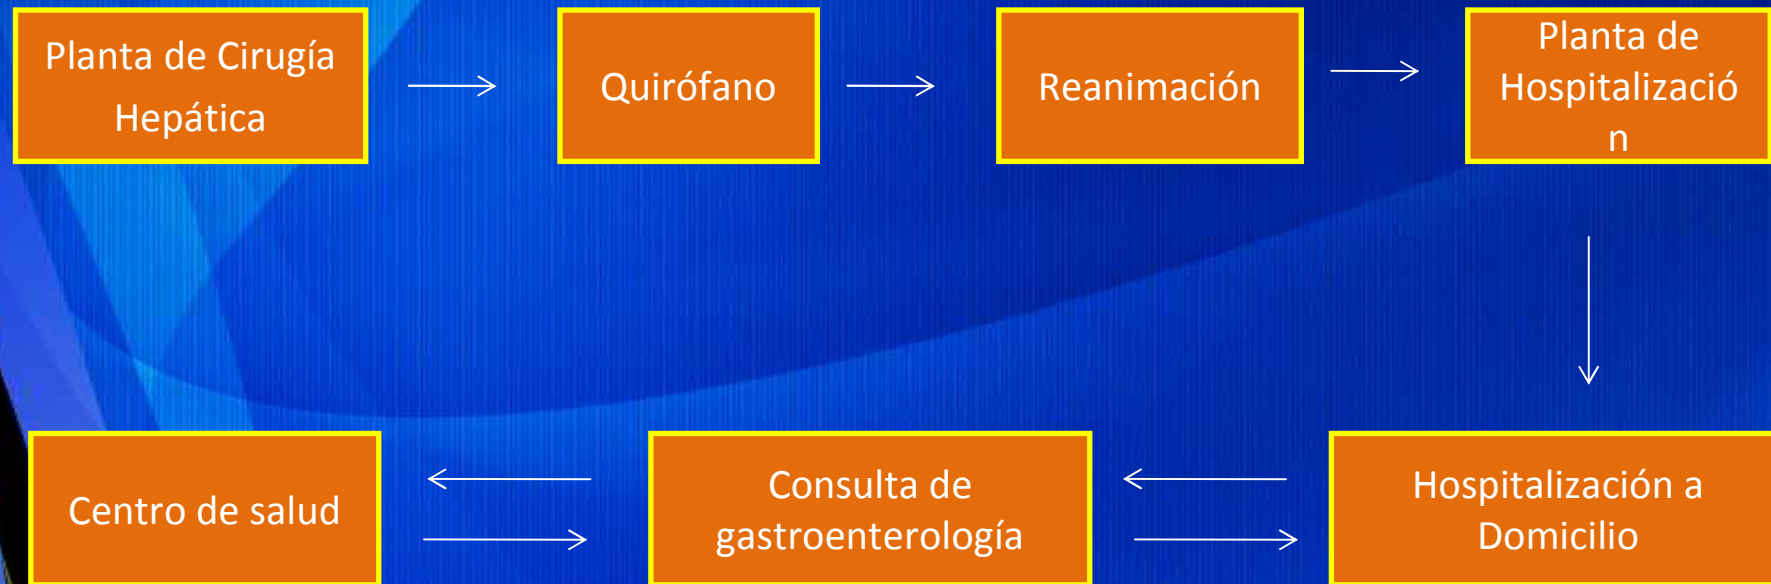 Planta de Cirugía
Hepática
Quirófano
Reanimación
Planta de
Hospitalizació
n
Centro de salud
Consulta de
gastroenterología
Hospitalización a
Domicilio